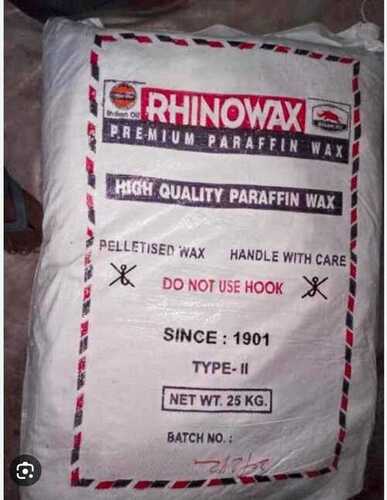 Indian Oil
RHINOWAX
PREMIUM PARAFFIN WAX
HIGH QUALITY PARAFFIN WAX
PELLETISED WAX HANDLE WITH CARE
DO NOT USE HOOK
SINCE : 1901
TYPE- II
NET WT. 25 KG.
BATCH NO. :